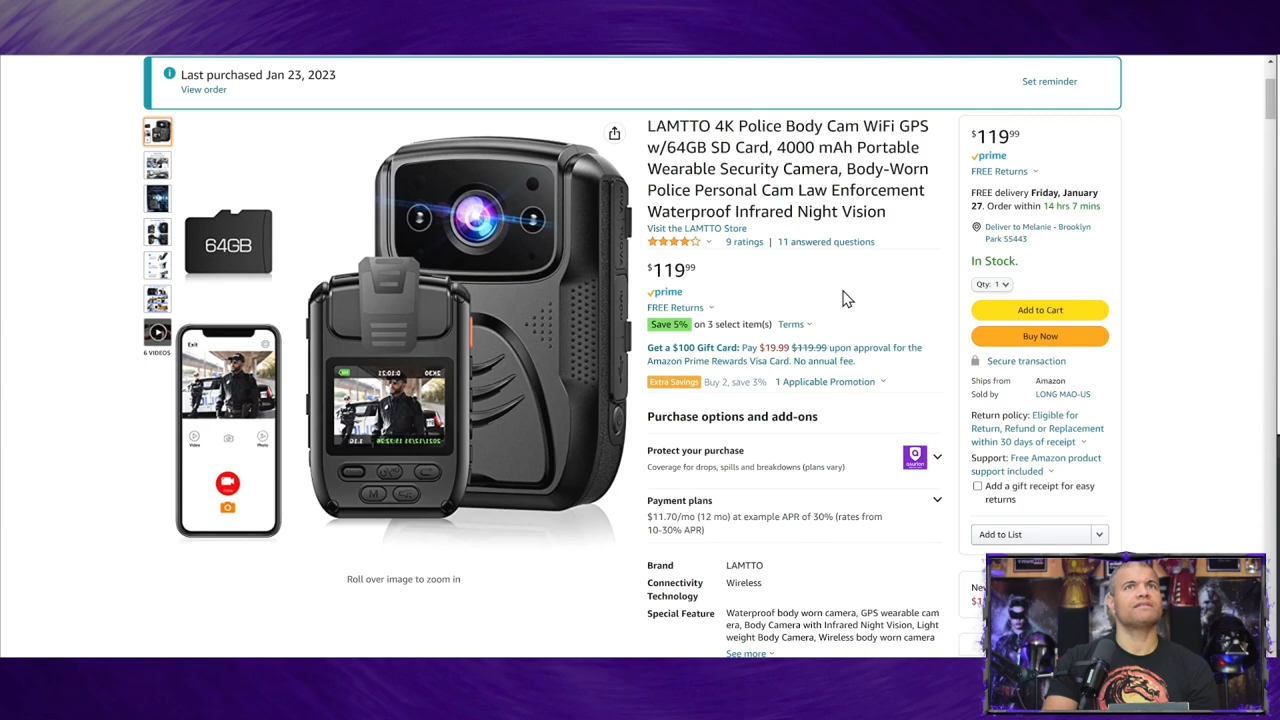 Last purchased Jan 23, 2023
View order
Set reminder
LAMTTO 4K Police Body Cam WiFi GPS
w/64GB SD Card, 4000 mAh Portable
Wearable Security Camera, Body-Worn
Police Personal Cam Law Enforcement
Waterproof Infrared Night Vision
Visit the LAMTTO Store
9 ratings | 11 answered questions
$119.99
prime
FREE Returns
Save 5% on 3 select item(s) Terms
Get a $100 Gift Card: Pay $19.99 $119.99 upon approval for the
Amazon Prime Rewards Visa Card. No annual fee.
Extra Savings Buy 2, save 3% 1 Applicable Promotion
Purchase options and add-ons
Protect your purchase
Coverage for drops, spills and breakdowns (plans vary)
asurion
Payment plans
$11.70/mo (12 mo) at example APR of 30% (rates from
10-30% APR)
Brand LAMTTO
Connectivity Wireless
Technology
Special Feature Waterproof body worn camera, GPS wearable cam
era, Body Camera with Infrared Night Vision, Light
weight Body Camera, Wireless body worn camera
See more
64GB
Exit
Video
Photo
6 VIDEOS
M
Roll over image to zoom in
$119.99
prime
FREE Returns
FREE delivery Friday, January
27. Order within 14 hrs 7 mins
Deliver to Melanie - Brooklyn
Park 55443
In Stock.
Qty: 1
Add to Cart
Buy Now
Secure transaction
Ships from Amazon
Sold by LONG MAO-US
Return policy: Eligible for
Return, Refund or Replacement
within 30 days of receipt
Support: Free Amazon product
support included
Add a gift receipt for easy
returns
Add to List